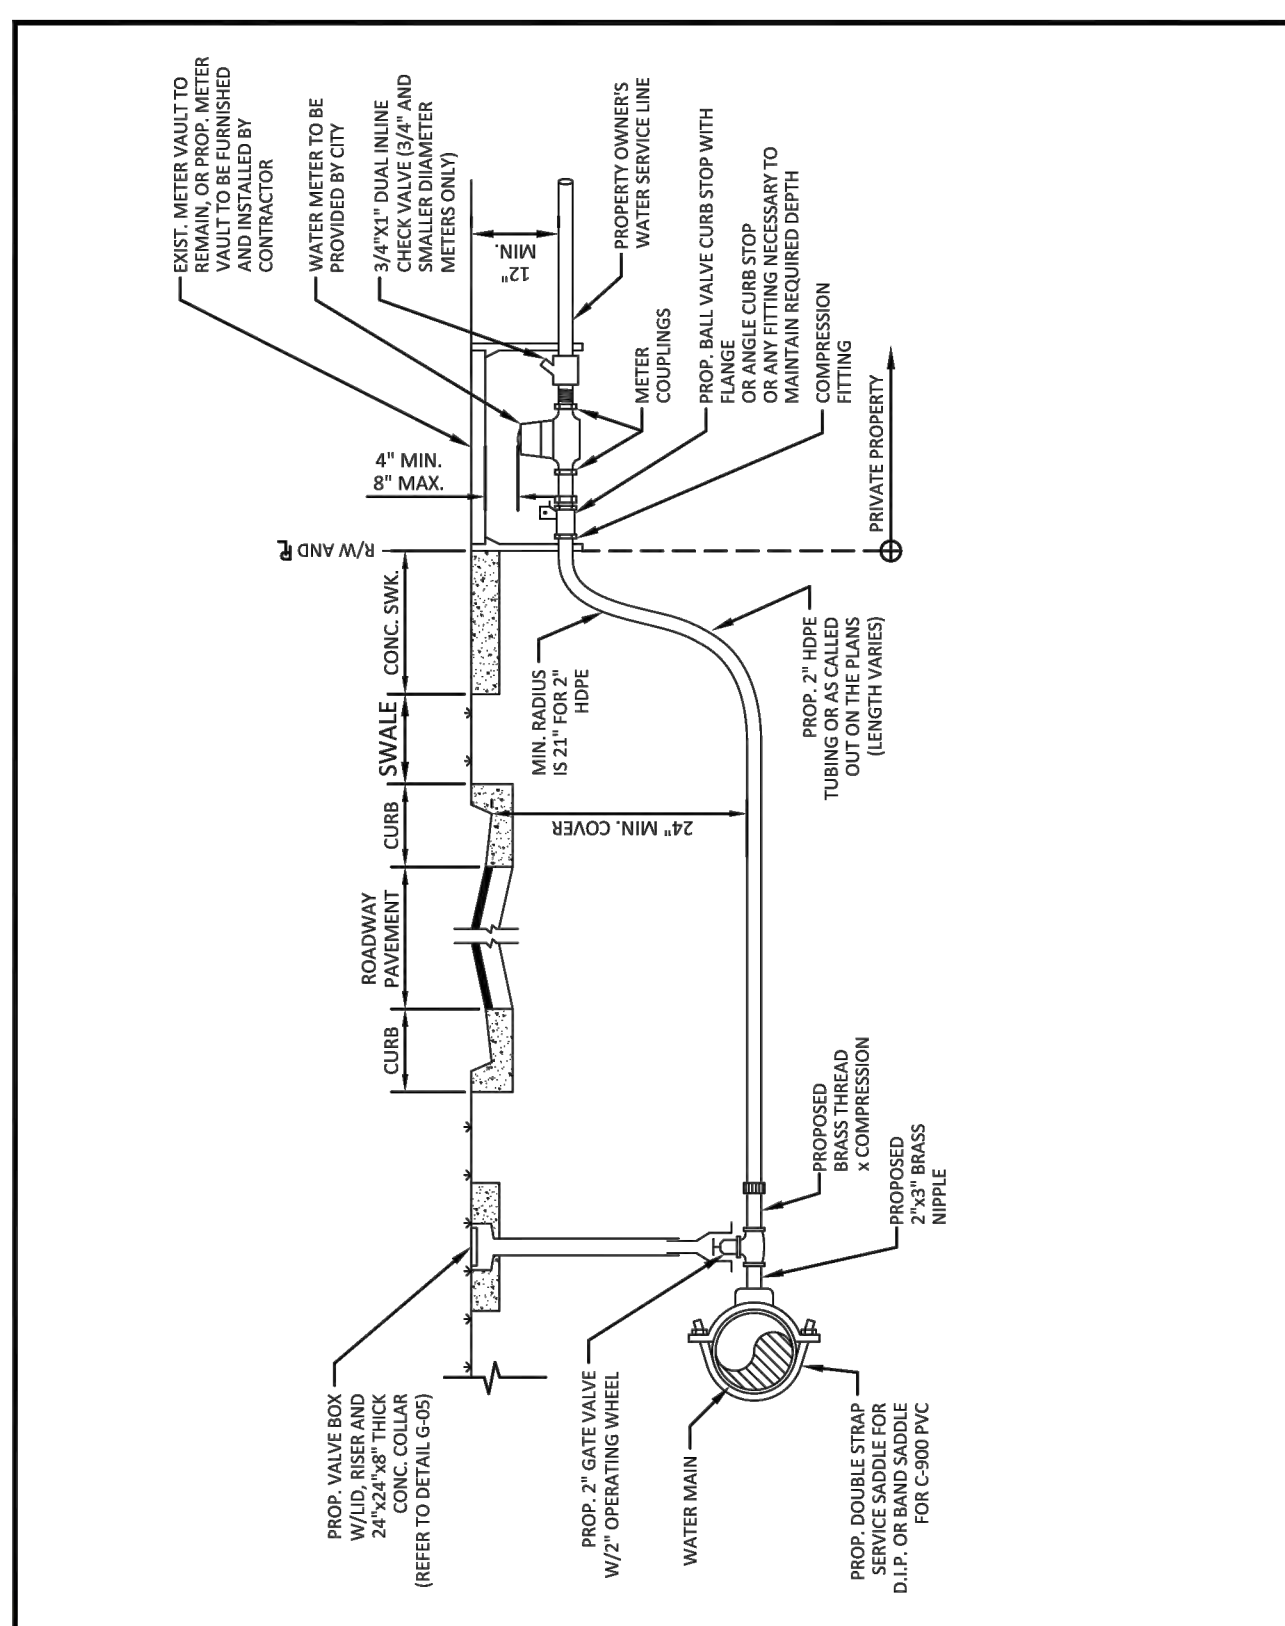 EXIST. METER VAULT TO
REMAIN, OR PROP. METER
VAULT TO BE FURNISHED
AND INSTALLED BY
CONTRACTOR
WATER METER TO BE
PROVIDED BY CITY
3/4"X1" DUAL INLINE
CHECK VALVE (3/4" AND
SMALLER DIIAMETER
METERS ONLY)
12"
MIN.
PROPERTY OWNER'S
WATER SERVICE LINE
METER
COUPLINGS
PROP. BALL VALVE CURB STOP WITH
FLANGE
OR ANGLE CURB STOP
OR ANY FITTING NECESSARY TO
MAINTAIN REQUIRED DEPTH
COMPRESSION
FITTING
PRIVATE PROPERTY
4" MIN.
8" MAX.
R/W AND PL
CONC. SWK.
SWALE
CURB
ROADWAY
PAVEMENT
CURB
MIN. RADIUS
IS 21" FOR 2"
HDPE
24" MIN. COVER
PROP. 2" HDPE
TUBING OR AS CALLED
OUT ON THE PLANS
(LENGTH VARIES)
PROPOSED
BRASS THREAD
x COMPRESSION
PROPOSED
2"x3" BRASS
NIPPLE
PROP. VALVE BOX
W/LID, RISER AND
24"x24"x8" THICK
CONC. COLLAR
(REFER TO DETAIL G-05)
PROP. 2" GATE VALVE
W/2" OPERATING WHEEL
WATER MAIN
PROP. DOUBLE STRAP
SERVICE SADDLE FOR
D.I.P. OR BAND SADDLE
FOR C-900 PVC